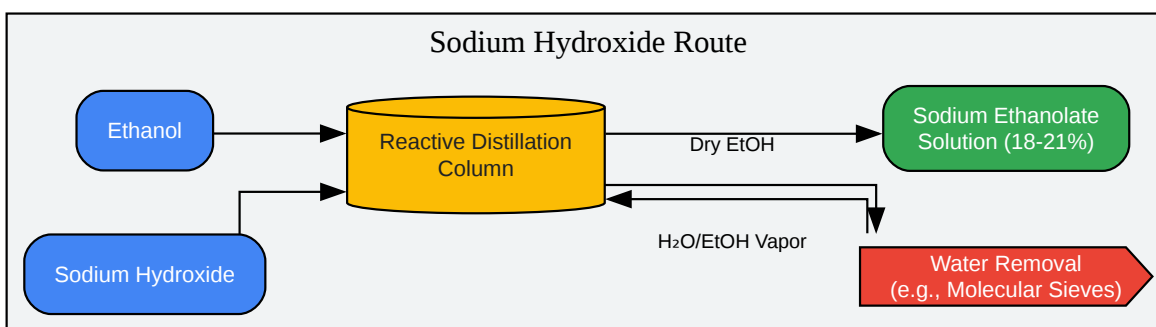 Sodium Hydroxide Route
Ethanol
Reactive Distillation
Column
Dry EtOH
Sodium Ethanolate
Solution (18-21%)
Sodium Hydroxide
H₂O/EtOH Vapor
Water Removal
(e.g., Molecular Sieves)